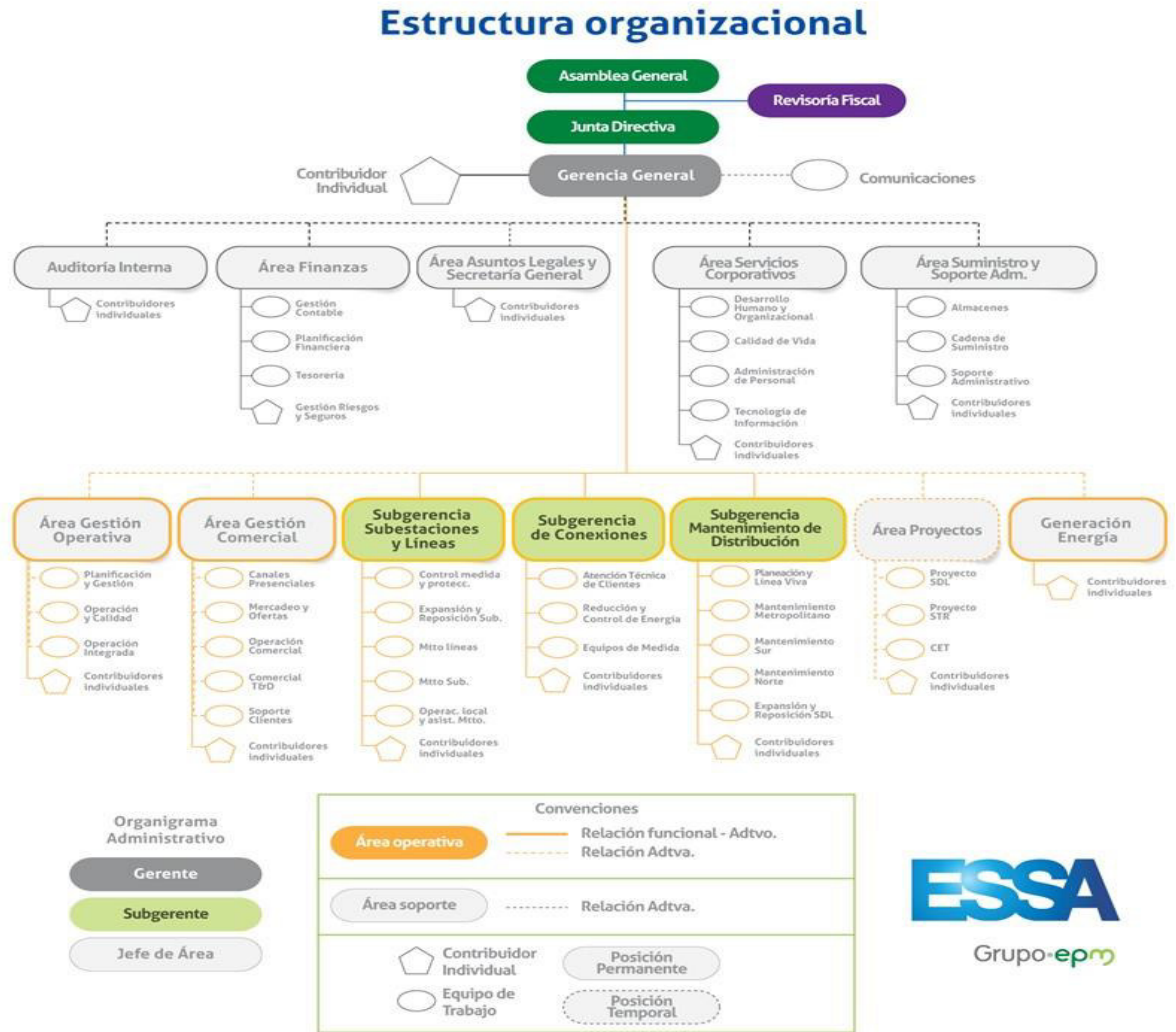 Estructura organizacional
Asamblea General
Revisoría Fiscal
Junta Directiva
Contribuidor
Individual
Gerencia General
Comunicaciones
Auditoría Interna
Contribuidores
individuales
Área Finanzas
Gestión
Contable
Planificación
Financiera
Tesorería
Gestión Riesgos
y Seguros
Área Asuntos Legales y
Secretaría General
Contribuidores
individuales
Área Servicios
Corporativos
Desarrollo
Humano y
Organizacional
Calidad de Vida
Administración
de Personal
Tecnología de
Información
Contribuidores
individuales
Área Suministro y
Soporte Adm.
Almacenes
Cadena de
Suministro
Soporte
Administrativo
Contribuidores
individuales
Área Gestión
Operativa
Planificación
y Gestión
Operación
y Calidad
Operación
Integrada
Contribuidores
individuales
Área Gestión
Comercial
Canales
Presenciales
Mercadeo y
Ofertas
Operación
Comercial
Comercial
T&D
Soporte
Clientes
Contribuidores
individuales
Subgerencia
Subestaciones
y Líneas
Control medida
y protecc.
Expansión y
Reposición Sub.
Mtto líneas
Mtto Sub.
Operac. local
y asist. Mtto.
Contribuidores
individuales
Subgerencia
de Conexiones
Atención Técnica
de Clientes
Reducción y
Control de Energía
Equipos de Medida
Contribuidores
individuales
Subgerencia
Mantenimiento de
Distribución
Planeación y
Línea Viva
Mantenimiento
Metropolitano
Mantenimiento
Sur
Mantenimiento
Norte
Expansión y
Reposición SDL
Contribuidores
individuales
Área Proyectos
Proyecto
SDL
Proyecto
STR
CET
Contribuidores
individuales
Generación
Energía
Contribuidores
individuales
Organigrama
Administrativo
Gerente
Subgerente
Jefe de Área
Convenciones
Área operativa
Relación funcional - Adtvo.
Relación Adtva.
Área soporte
Relación Adtva.
Contribuidor
Individual
Posición
Permanente
Equipo de
Trabajo
Posición
Temporal
ESSA
Grupo·epm